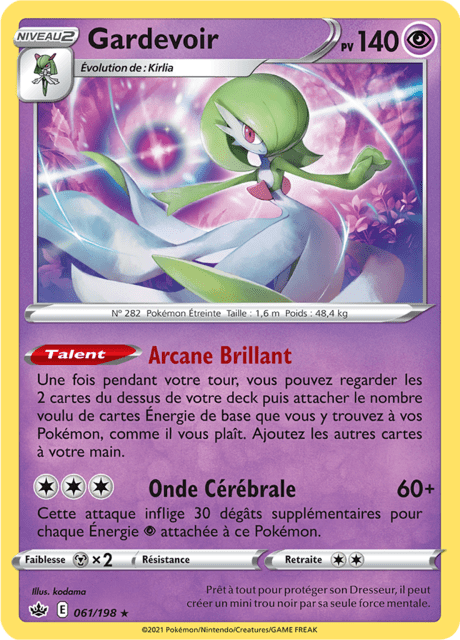 NIVEAU2 Gardevoir PV 140
Évolution de : Kirlia
N° 282 Pokémon Étreinte Taille : 1,6 m Poids : 48,4 kg
Talent Arcane Brillant
Une fois pendant votre tour, vous pouvez regarder les
2 cartes du dessus de votre deck puis attacher le nombre
voulu de cartes Énergie de base que vous y trouvez à vos
Pokémon, comme il vous plaît. Ajoutez les autres cartes
à votre main.
Onde Cérébrale 60+
Cette attaque inflige 30 dégâts supplémentaires pour
chaque Énergie attachée à ce Pokémon.
Faiblesse ×2 Résistance Retraite
Illus. kodama
Prêt à tout pour protéger son Dresseur, il peut
créer un mini trou noir par sa seule force mentale.
E 061/198 ★
©2021 Pokémon/Nintendo/Creatures/GAME FREAK